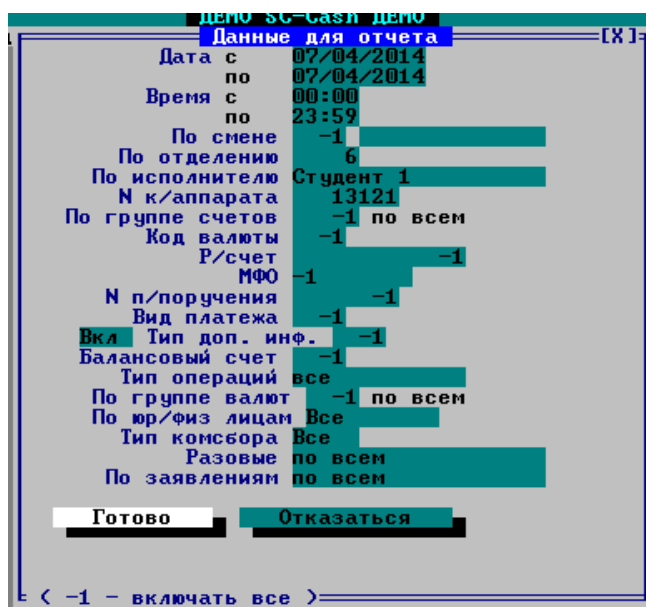 ДЕМО SC-Cash ДЕМО
Данные для отчета [X]
Дата с 07/04/2014
по 07/04/2014
Время с 00:00
по 23:59
По смене -1
По отделению 6
По исполнителю Студент 1
N к/аппарата 13121
По группе счетов -1 по всем
Код валюты -1
Р/счет -1
МФО -1
N п/поручения -1
Вид платежа -1
Вкл Тип доп. инф. -1
Балансовый счет -1
Тип операций все
По группе валют -1 по всем
По юр/физ лицам Все
Тип комсбора Все
Разовые по всем
По заявлениям по всем
Готово Отказаться
( -1 - включать все )